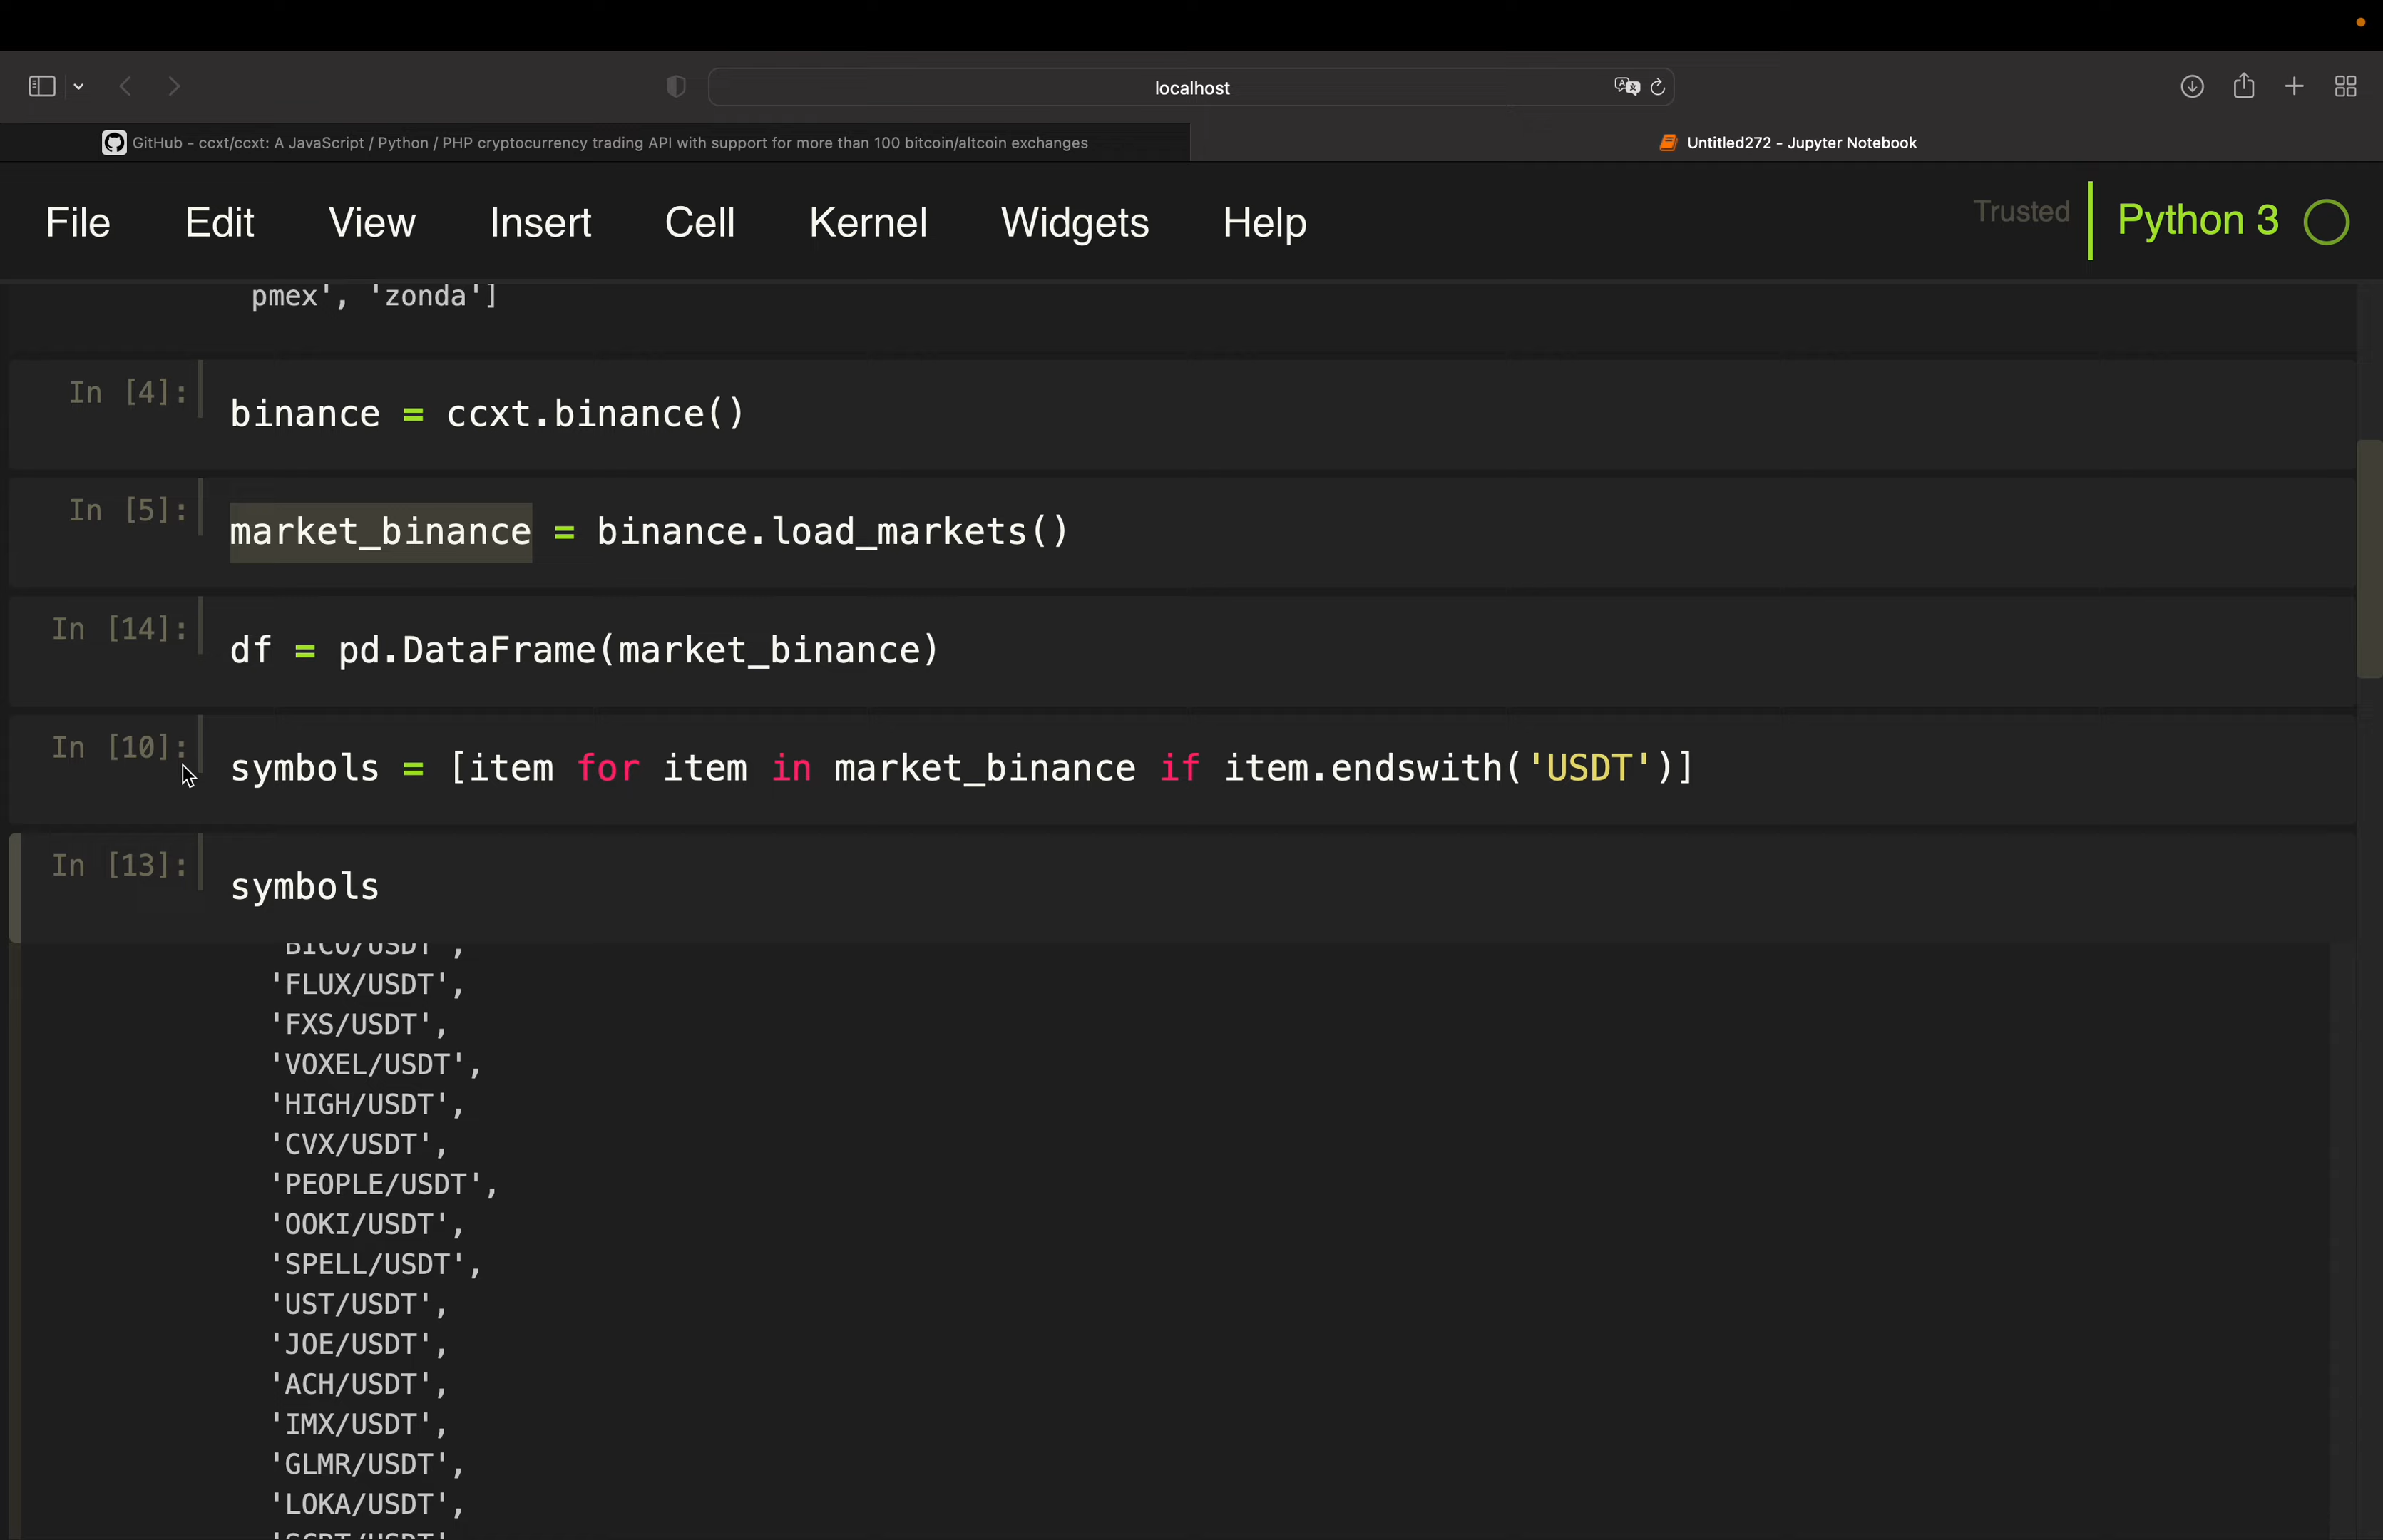 localhost
GitHub - ccxt/ccxt: A JavaScript / Python / PHP cryptocurrency trading API with support for more than 100 bitcoin/altcoin exchanges
Untitled272 - Jupyter Notebook
File Edit View Insert Cell Kernel Widgets Help Trusted Python 3
pmex', 'zonda']
In [4]: binance = ccxt.binance()
In [5]: market_binance = binance.load_markets()
In [14]: df = pd.DataFrame(market_binance)
In [10]: symbols = [item for item in market_binance if item.endswith('USDT')]
In [13]: symbols
'BICO/USDT',
'FLUX/USDT',
'FXS/USDT',
'VOXEL/USDT',
'HIGH/USDT',
'CVX/USDT',
'PEOPLE/USDT',
'OOKI/USDT',
'SPELL/USDT',
'UST/USDT',
'JOE/USDT',
'ACH/USDT',
'IMX/USDT',
'GLMR/USDT',
'LOKA/USDT',